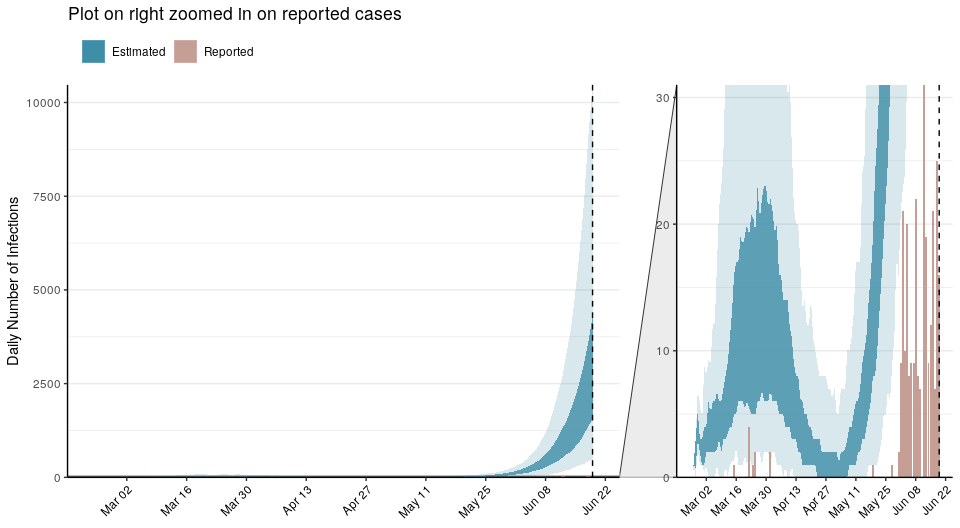 Plot on right zoomed in on reported cases
Estimated Reported
Daily Number of Infections
10000
7500
5000
2500
0
Mar 02 Mar 16 Mar 30 Apr 13 Apr 27 May 11 May 25 Jun 08 Jun 22
30
20
10
0
Mar 02 Mar 16 Mar 30 Apr 13 Apr 27 May 11 May 25 Jun 08 Jun 22